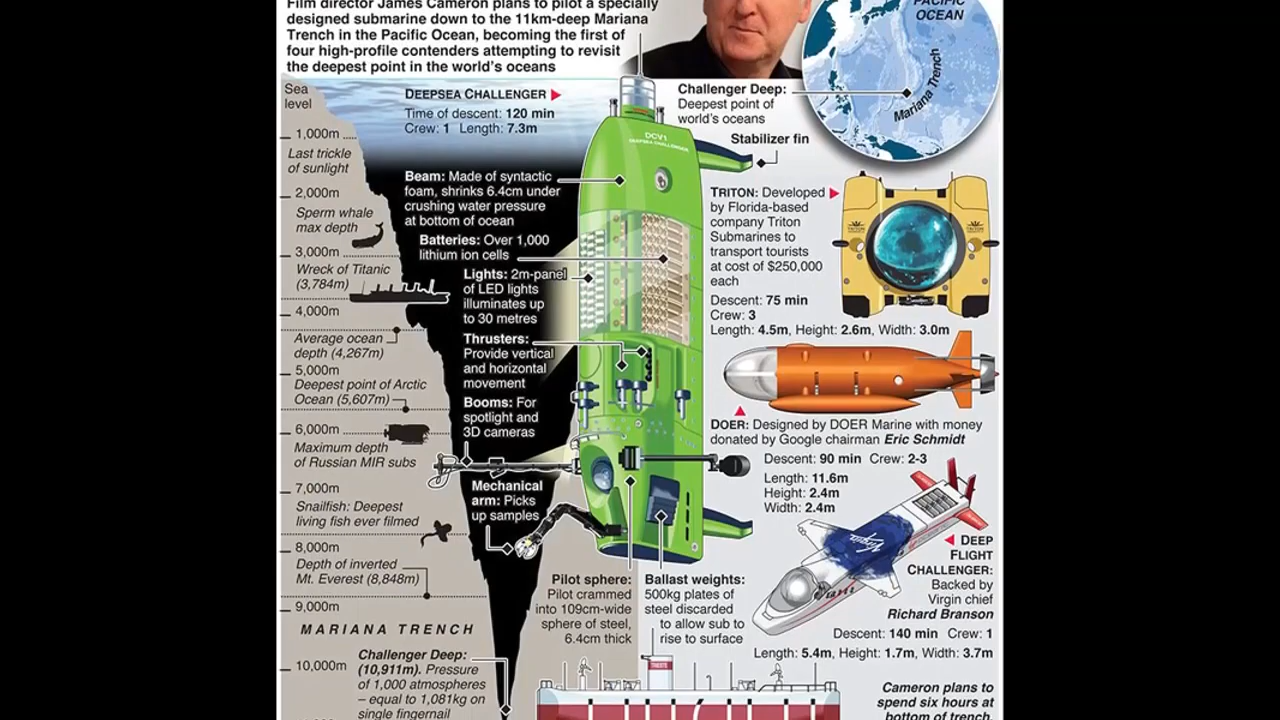 Film director James Cameron plans to pilot a specially
designed submarine down to the 11km-deep Mariana
Trench in the Pacific Ocean, becoming the first of
four high-profile contenders attempting to revisit
the deepest point in the world's oceans
PACIFIC
OCEAN
Mariana Trench
Challenger Deep:
Deepest point of
world's oceans
Stabilizer fin
Sea
level
1,000m
Last trickle
of sunlight
2,000m
Sperm whale
max depth
3,000m
Wreck of Titanic
(3,784m)
4,000m
Average ocean
depth (4,267m)
5,000m
Deepest point of Arctic
Ocean (5,607m)
6,000m
Maximum depth
of Russian MIR subs
7,000m
Snailfish: Deepest
living fish ever filmed
8,000m
Depth of inverted
Mt. Everest (8,848m)
9,000m
MARIANA TRENCH
10,000m
Challenger Deep:
(10,911m). Pressure
of 1,000 atmospheres
– equal to 1,081kg on
single fingernail
DEEPSEA CHALLENGER
Time of descent: 120 min
Crew: 1 Length: 7.3m
DCV1
DEEPSEA CHALLENGER
Beam: Made of syntactic
foam, shrinks 6.4cm under
crushing water pressure
at bottom of ocean
Batteries: Over 1,000
lithium ion cells
Lights: 2m-panel
of LED lights
illuminates up
to 30 metres
Thrusters:
Provide vertical
and horizontal
movement
Booms: For
spotlight and
3D cameras
Mechanical
arm: Picks
up samples
Pilot sphere:
Pilot crammed
into 109cm-wide
sphere of steel,
6.4cm thick
Ballast weights:
500kg plates of
steel discarded
to allow sub to
rise to surface
TRITON: Developed
by Florida-based
company Triton
Submarines to
transport tourists
at cost of $250,000
each
Descent: 75 min
Crew: 3
Length: 4.5m, Height: 2.6m, Width: 3.0m
TRITON
TRITON
DOER: Designed by DOER Marine with money
donated by Google chairman Eric Schmidt
Descent: 90 min Crew: 2-3
Length: 11.6m
Height: 2.4m
Width: 2.4m
Virgin
DEEP
FLIGHT
CHALLENGER:
Backed by
Virgin chief
Richard Branson
Descent: 140 min Crew: 1
Length: 5.4m, Height: 1.7m, Width: 3.7m
Cameron plans to
spend six hours at
bottom of trench,